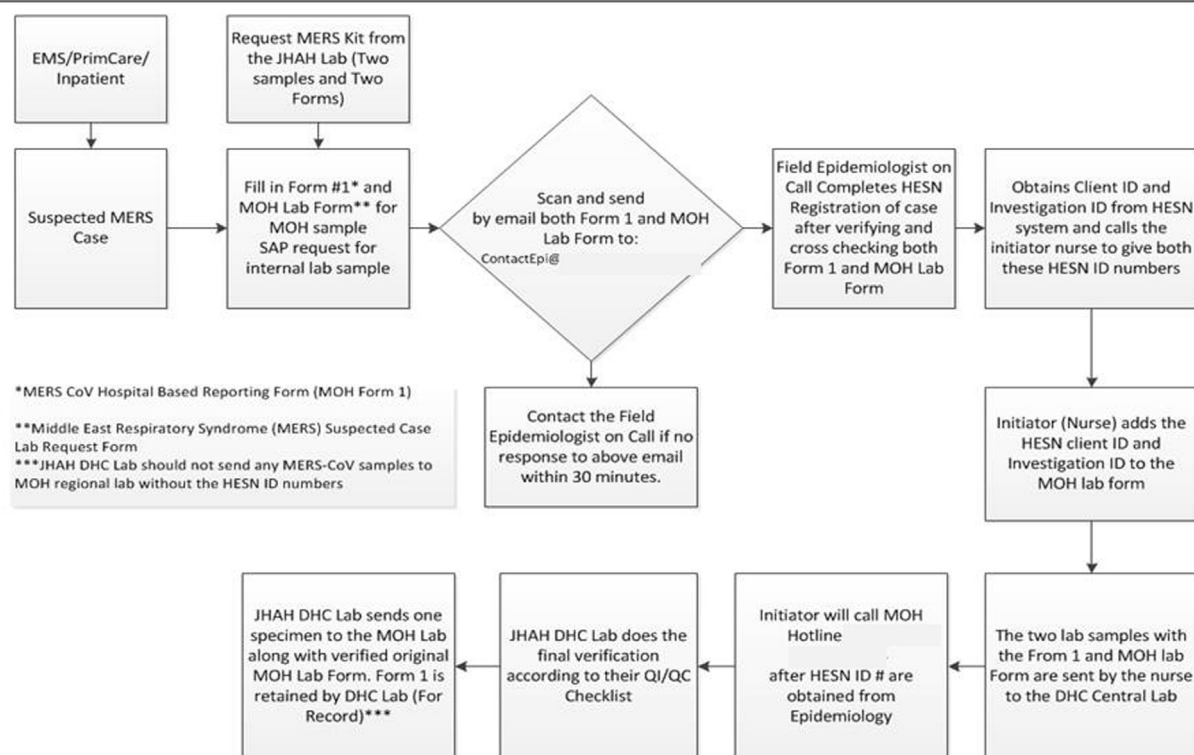 EMS/PrimCare/
Inpatient
Request MERS Kit from
the JHAH Lab (Two
samples and Two
Forms)
Suspected MERS
Case
Fill in Form #1* and
MOH Lab Form** for
MOH sample
SAP request for
internal lab sample
Scan and send
by email both Form 1 and MOH
Lab Form to:
ContactEpi@
Field Epidemiologist on
Call Completes HESN
Registration of case
after verifying and
cross checking both
Form 1 and MOH Lab
Form
Obtains Client ID and
Investigation ID from HESN
system and calls the
initiator nurse to give both
these HESN ID numbers
*MERS CoV Hospital Based Reporting Form (MOH Form 1)
**Middle East Respiratory Syndrome (MERS) Suspected Case
Lab Request Form
***JHAH DHC Lab should not send any MERS-CoV samples to
MOH regional lab without the HESN ID numbers
Contact the Field
Epidemiologist on Call if no
response to above email
within 30 minutes.
Initiator (Nurse) adds the
HESN client ID and
Investigation ID to the
MOH lab form
The two lab samples with
the From 1 and MOH lab
Form are sent by the nurse
to the DHC Central Lab
Initiator will call MOH
Hotline
after HESN ID # are
obtained from
Epidemiology
JHAH DHC Lab does the
final verification
according to their QI/QC
Checklist
JHAH DHC Lab sends one
specimen to the MOH Lab
along with verified original
MOH Lab Form. Form 1 is
retained by DHC Lab (For
Record)***